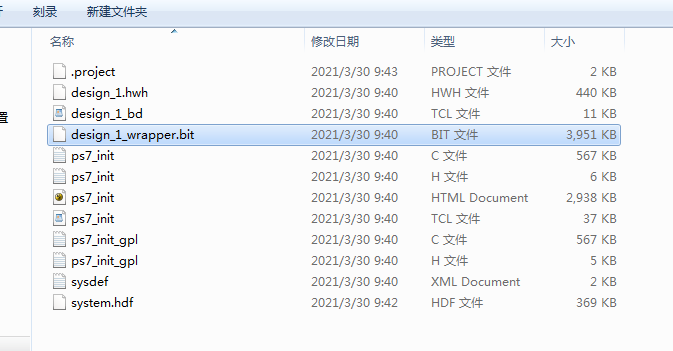 刻录 新建文件夹
名称 修改日期 类型 大小
.project 2021/3/30 9:43 PROJECT 文件 2 KB
design_1.hwh 2021/3/30 9:40 HWH 文件 440 KB
design_1_bd 2021/3/30 9:40 TCL 文件 11 KB
置
design_1_wrapper.bit 2021/3/30 9:40 BIT 文件 3,951 KB
ps7_init 2021/3/30 9:40 C 文件 567 KB
ps7_init 2021/3/30 9:40 H 文件 6 KB
ps7_init 2021/3/30 9:40 HTML Document 2,938 KB
ps7_init 2021/3/30 9:40 TCL 文件 37 KB
ps7_init_gpl 2021/3/30 9:40 C 文件 567 KB
ps7_init_gpl 2021/3/30 9:40 H 文件 5 KB
sysdef 2021/3/30 9:40 XML Document 2 KB
system.hdf 2021/3/30 9:42 HDF 文件 369 KB